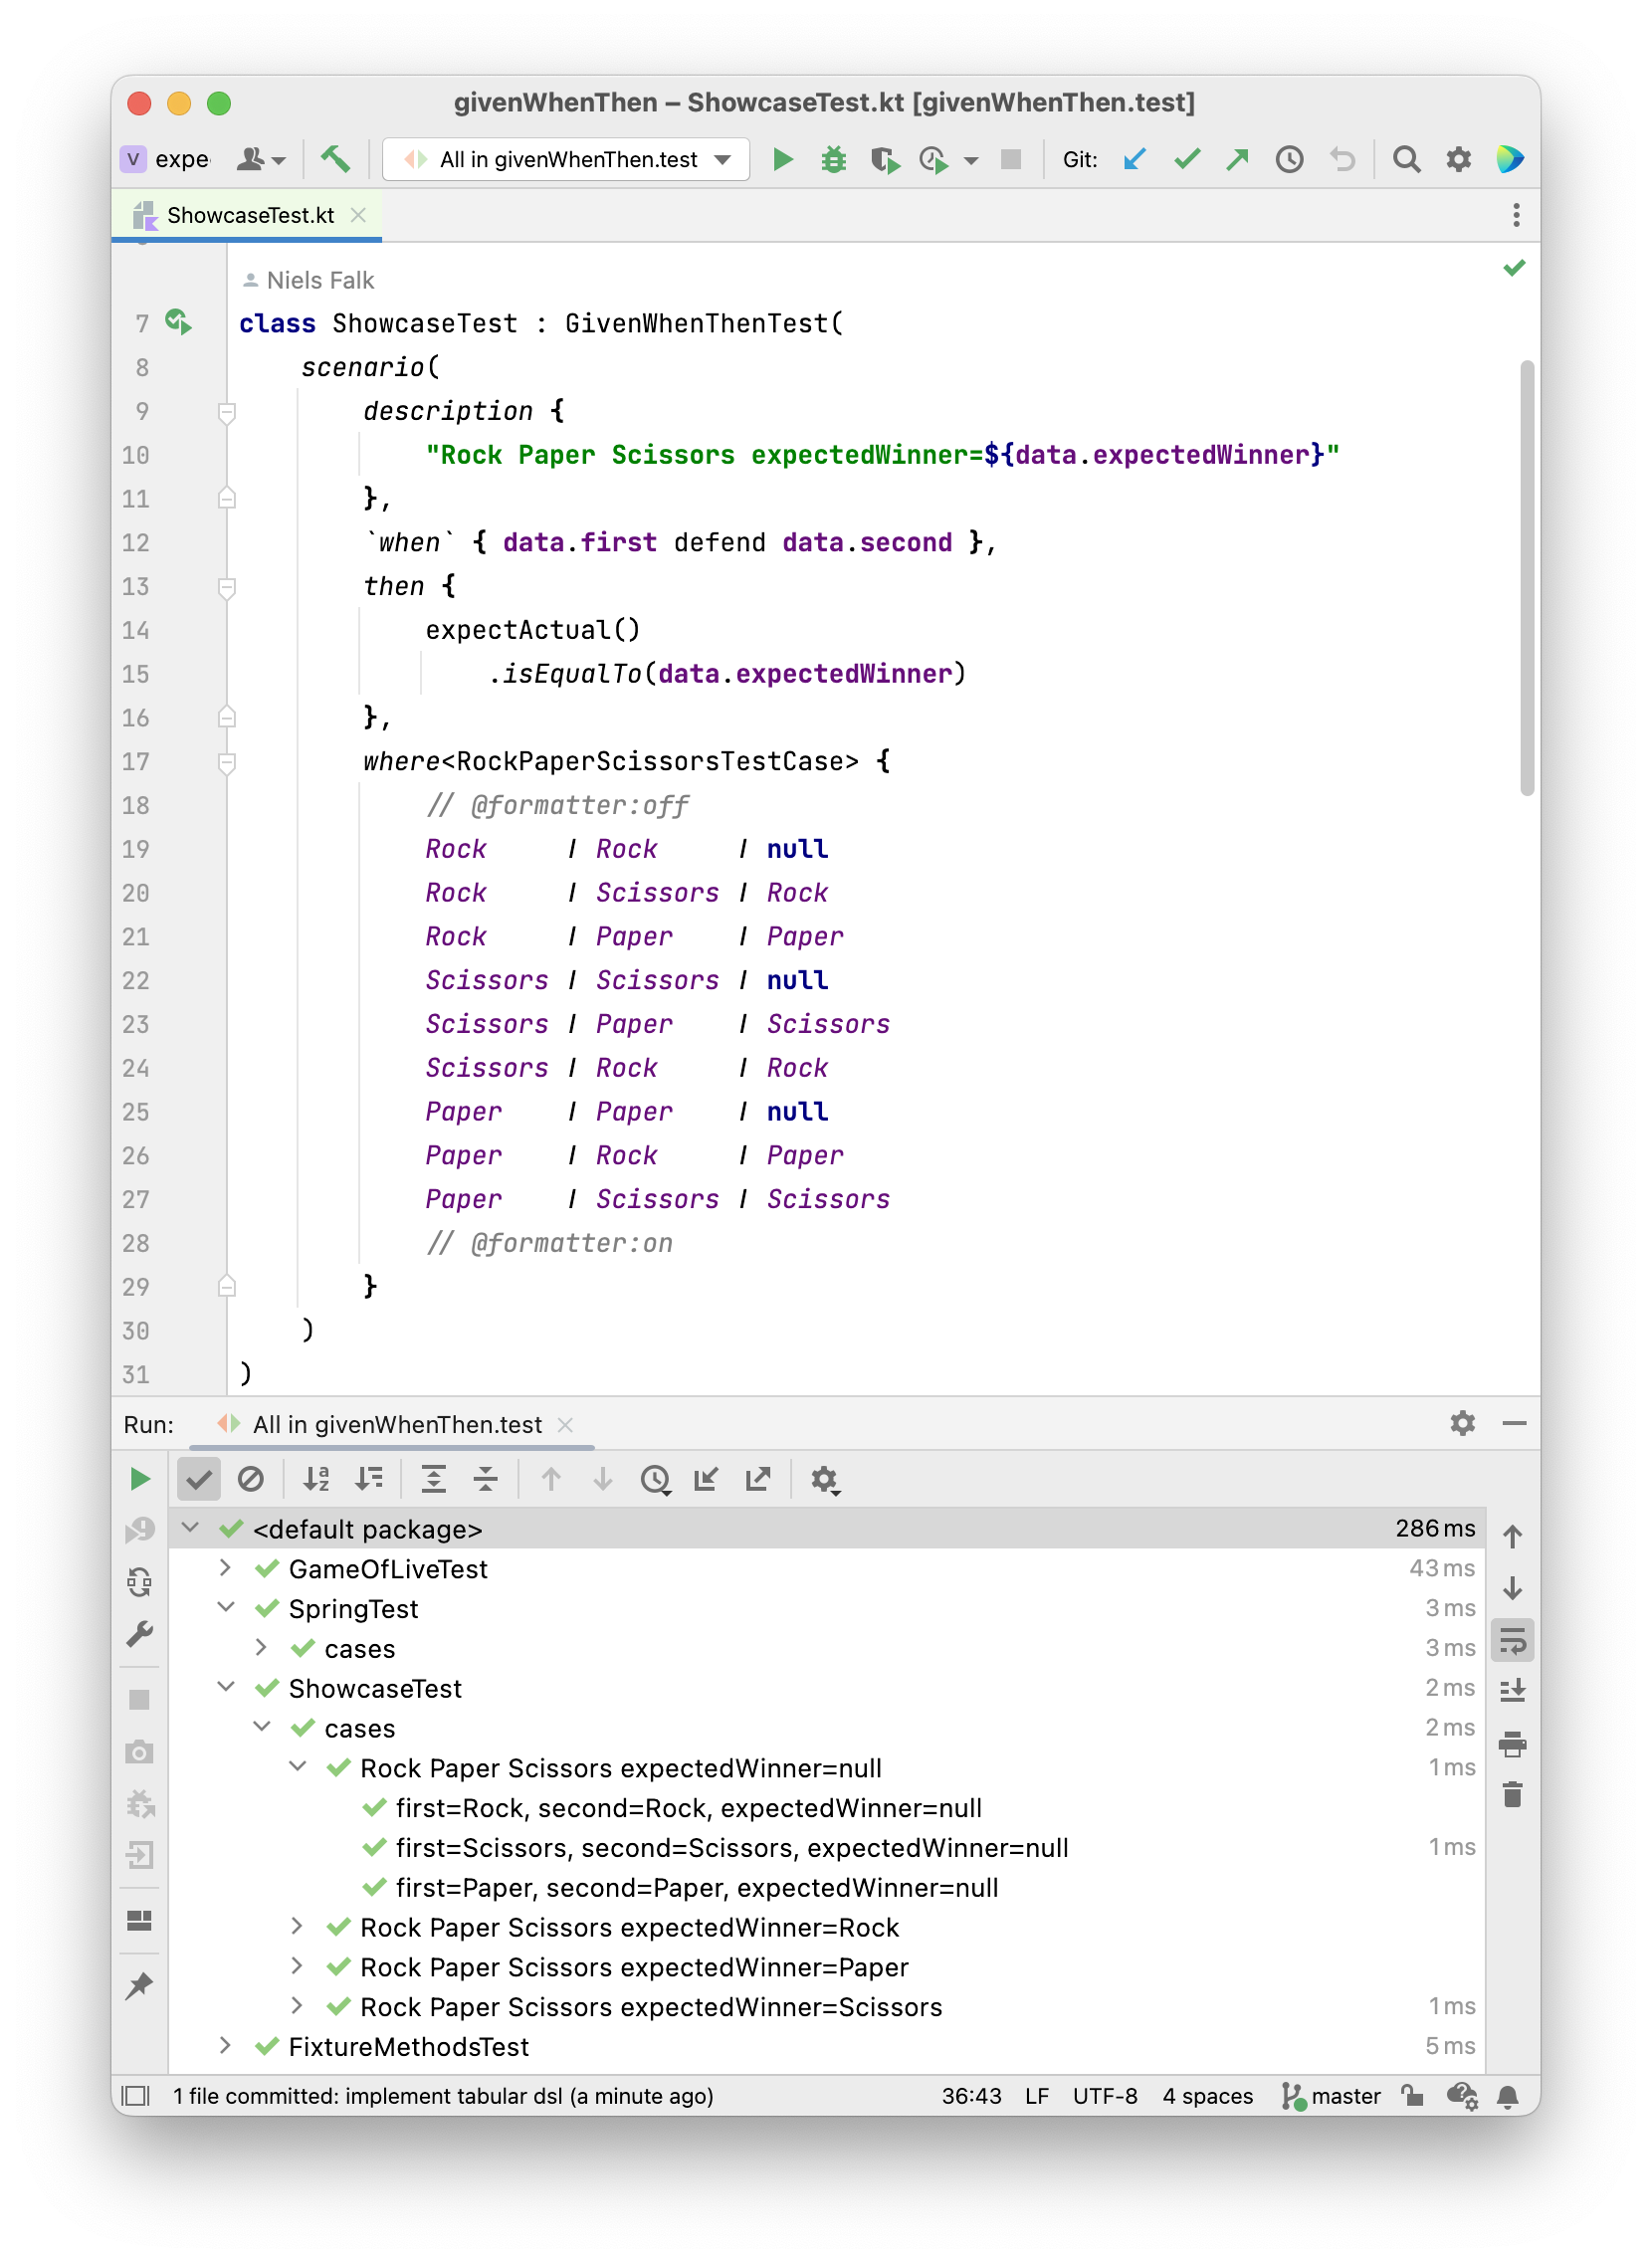 givenWhenThen – ShowcaseTest.kt [givenWhenThen.test]
V expe All in givenWhenThen.test Git:
ShowcaseTest.kt
Niels Falk
7 class ShowcaseTest : GivenWhenThenTest(
8 scenario(
9 description {
10 "Rock Paper Scissors expectedWinner=${data.expectedWinner}"
11 },
12 `when` { data.first defend data.second },
13 then {
14 expectActual()
15 .isEqualTo(data.expectedWinner)
16 },
17 where<RockPaperScissorsTestCase> {
18 // @formatter:off
19 Rock / Rock / null
20 Rock / Scissors / Rock
21 Rock / Paper / Paper
22 Scissors / Scissors / null
23 Scissors / Paper / Scissors
24 Scissors / Rock / Rock
25 Paper / Paper / null
26 Paper / Rock / Paper
27 Paper / Scissors / Scissors
28 // @formatter:on
29 }
30 )
31 )
Run: All in givenWhenThen.test
<default package> 286 ms
GameOfLiveTest 43 ms
SpringTest 3 ms
cases 3 ms
ShowcaseTest 2 ms
cases 2 ms
Rock Paper Scissors expectedWinner=null 1 ms
first=Rock, second=Rock, expectedWinner=null
first=Scissors, second=Scissors, expectedWinner=null 1 ms
first=Paper, second=Paper, expectedWinner=null
Rock Paper Scissors expectedWinner=Rock
Rock Paper Scissors expectedWinner=Paper
Rock Paper Scissors expectedWinner=Scissors 1 ms
FixtureMethodsTest 5 ms
1 file committed: implement tabular dsl (a minute ago) 36:43 LF UTF-8 4 spaces master